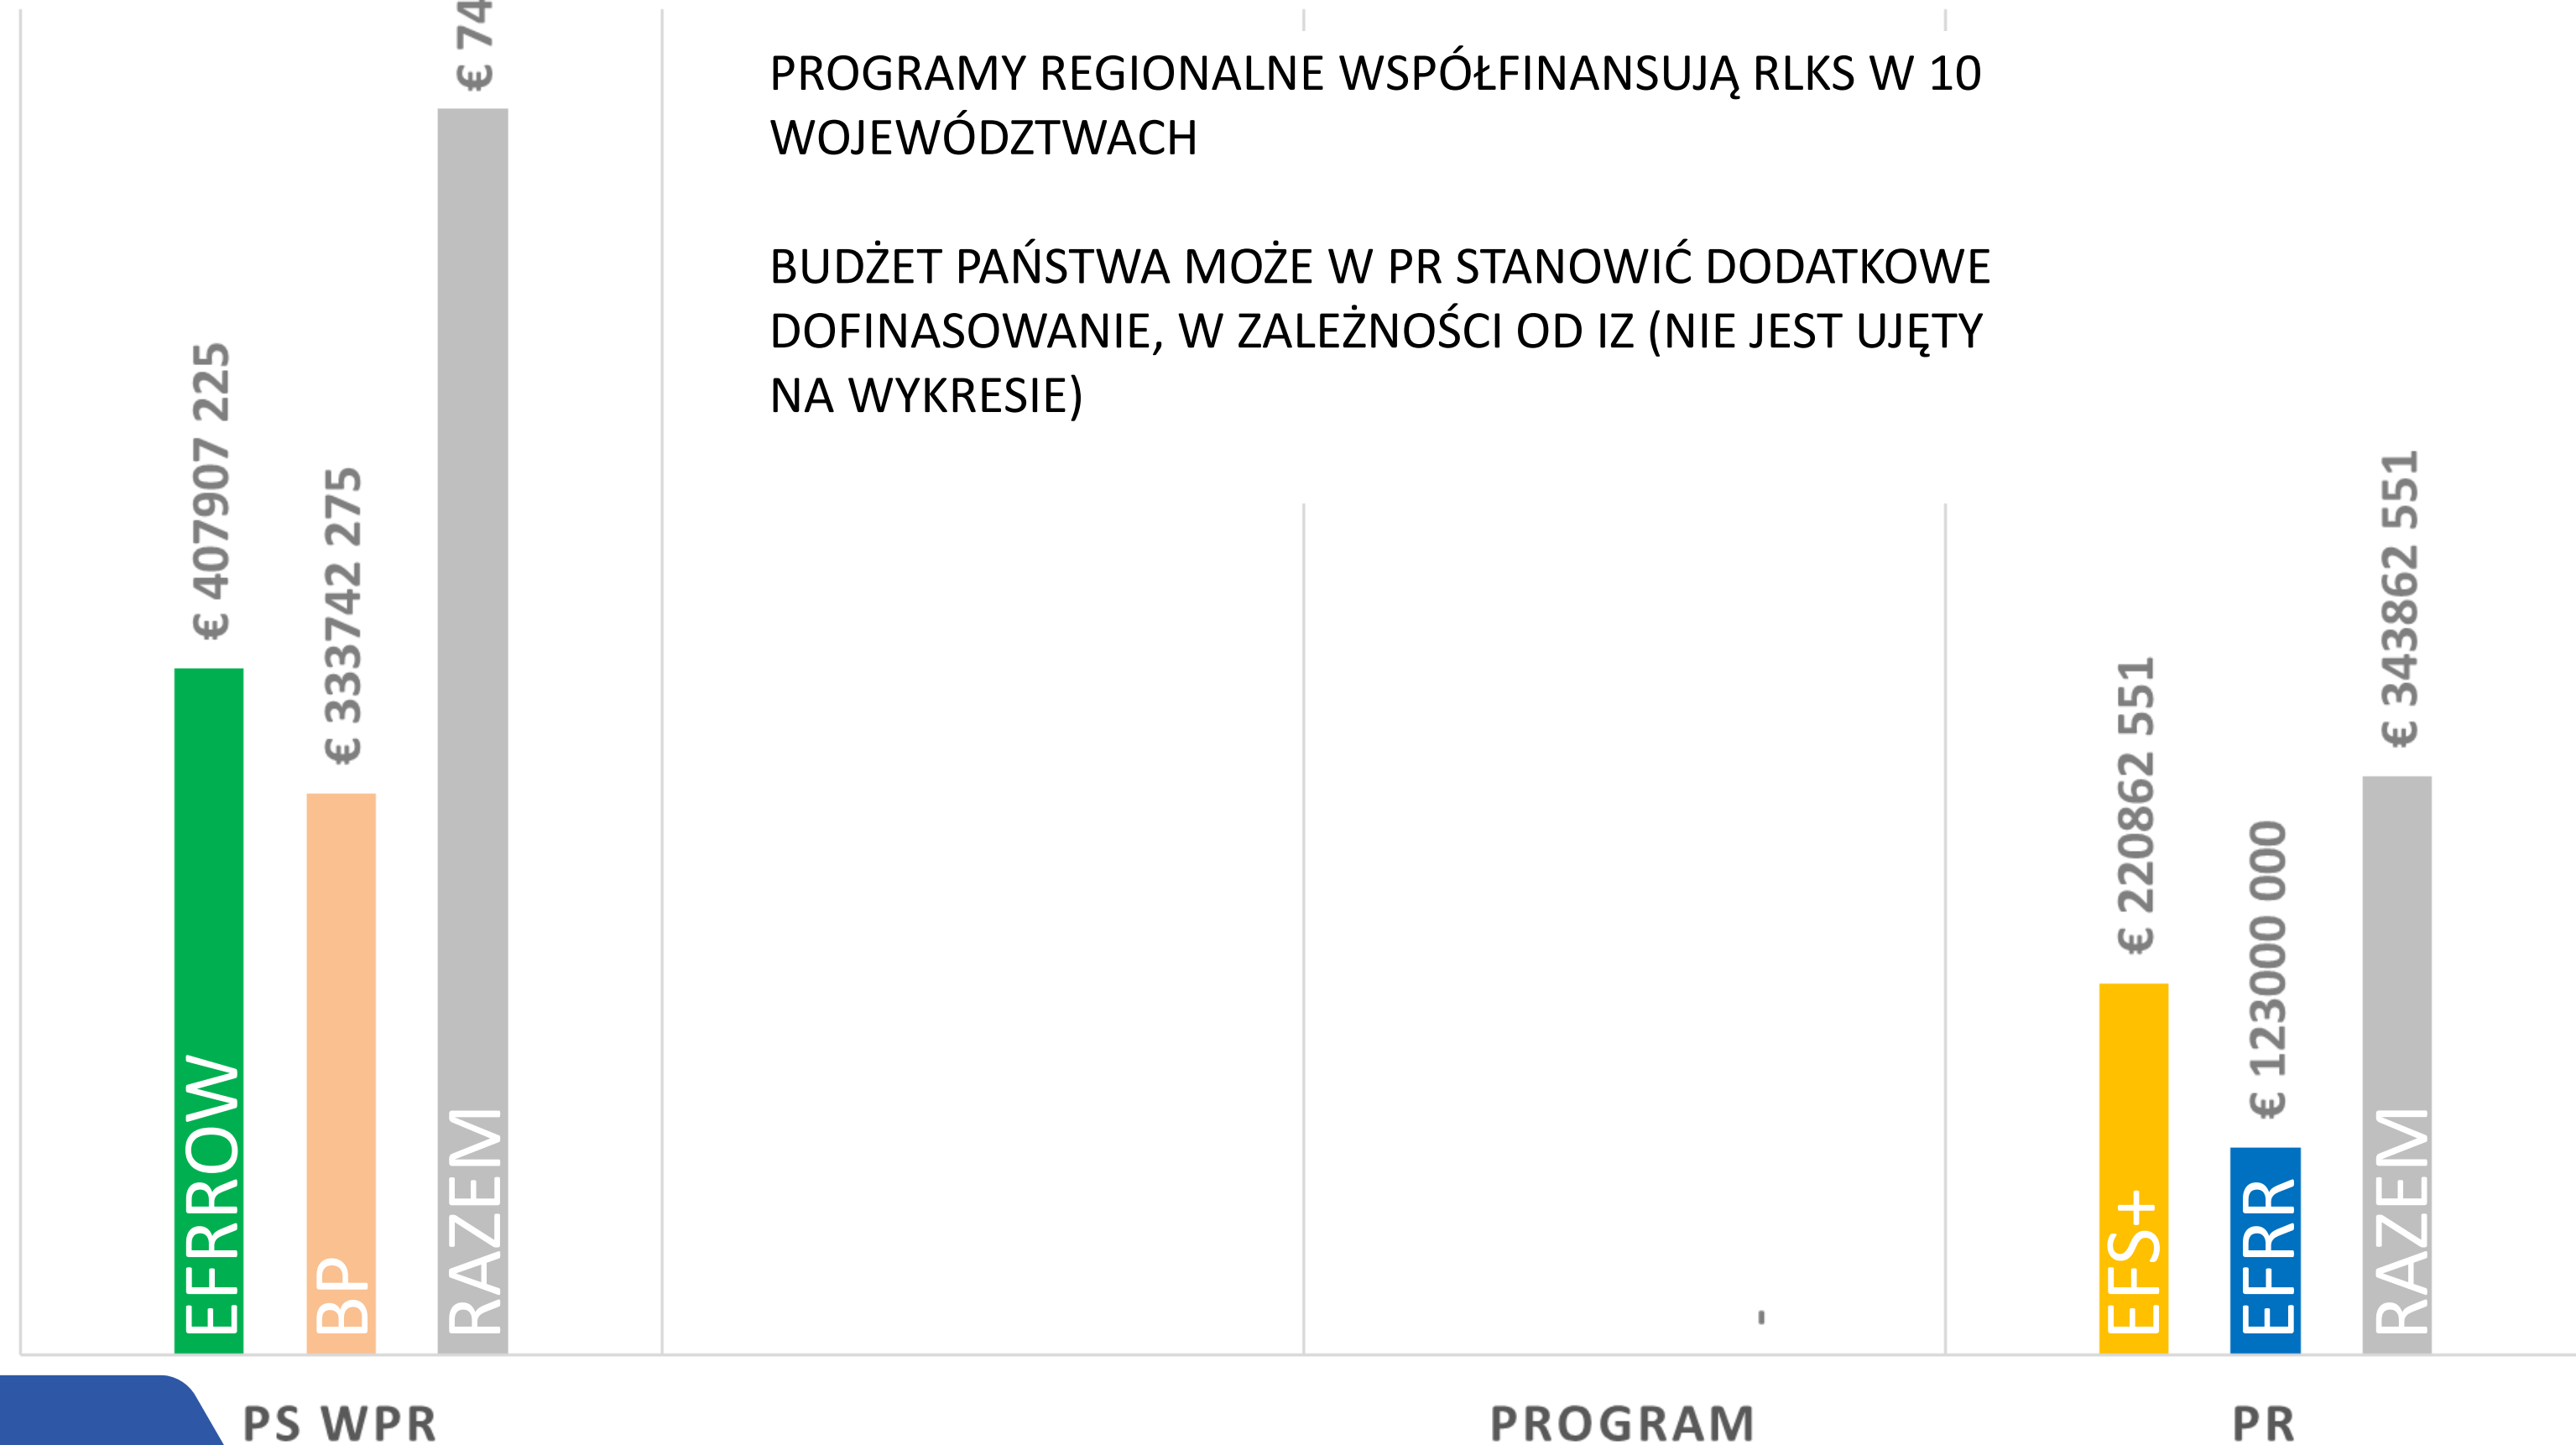 PROGRAMY REGIONALNE WSPÓŁFINANSUJĄ RLKS W 10
WOJEWÓDZTWACH
BUDŻET PAŃSTWA MOŻE W PR STANOWIĆ DODATKOWE
DOFINASOWANIE, W ZALEŻNOŚCI OD IZ (NIE JEST UJĘTY
NA WYKRESIE)
€ 407907 225
€ 333742 275
€ 74
€ 220862 551
€ 123000 000
€ 343862 551
EFRROW
BP
RAZEM
EFS+
EFRR
RAZEM
PS WPR
PROGRAM
PR